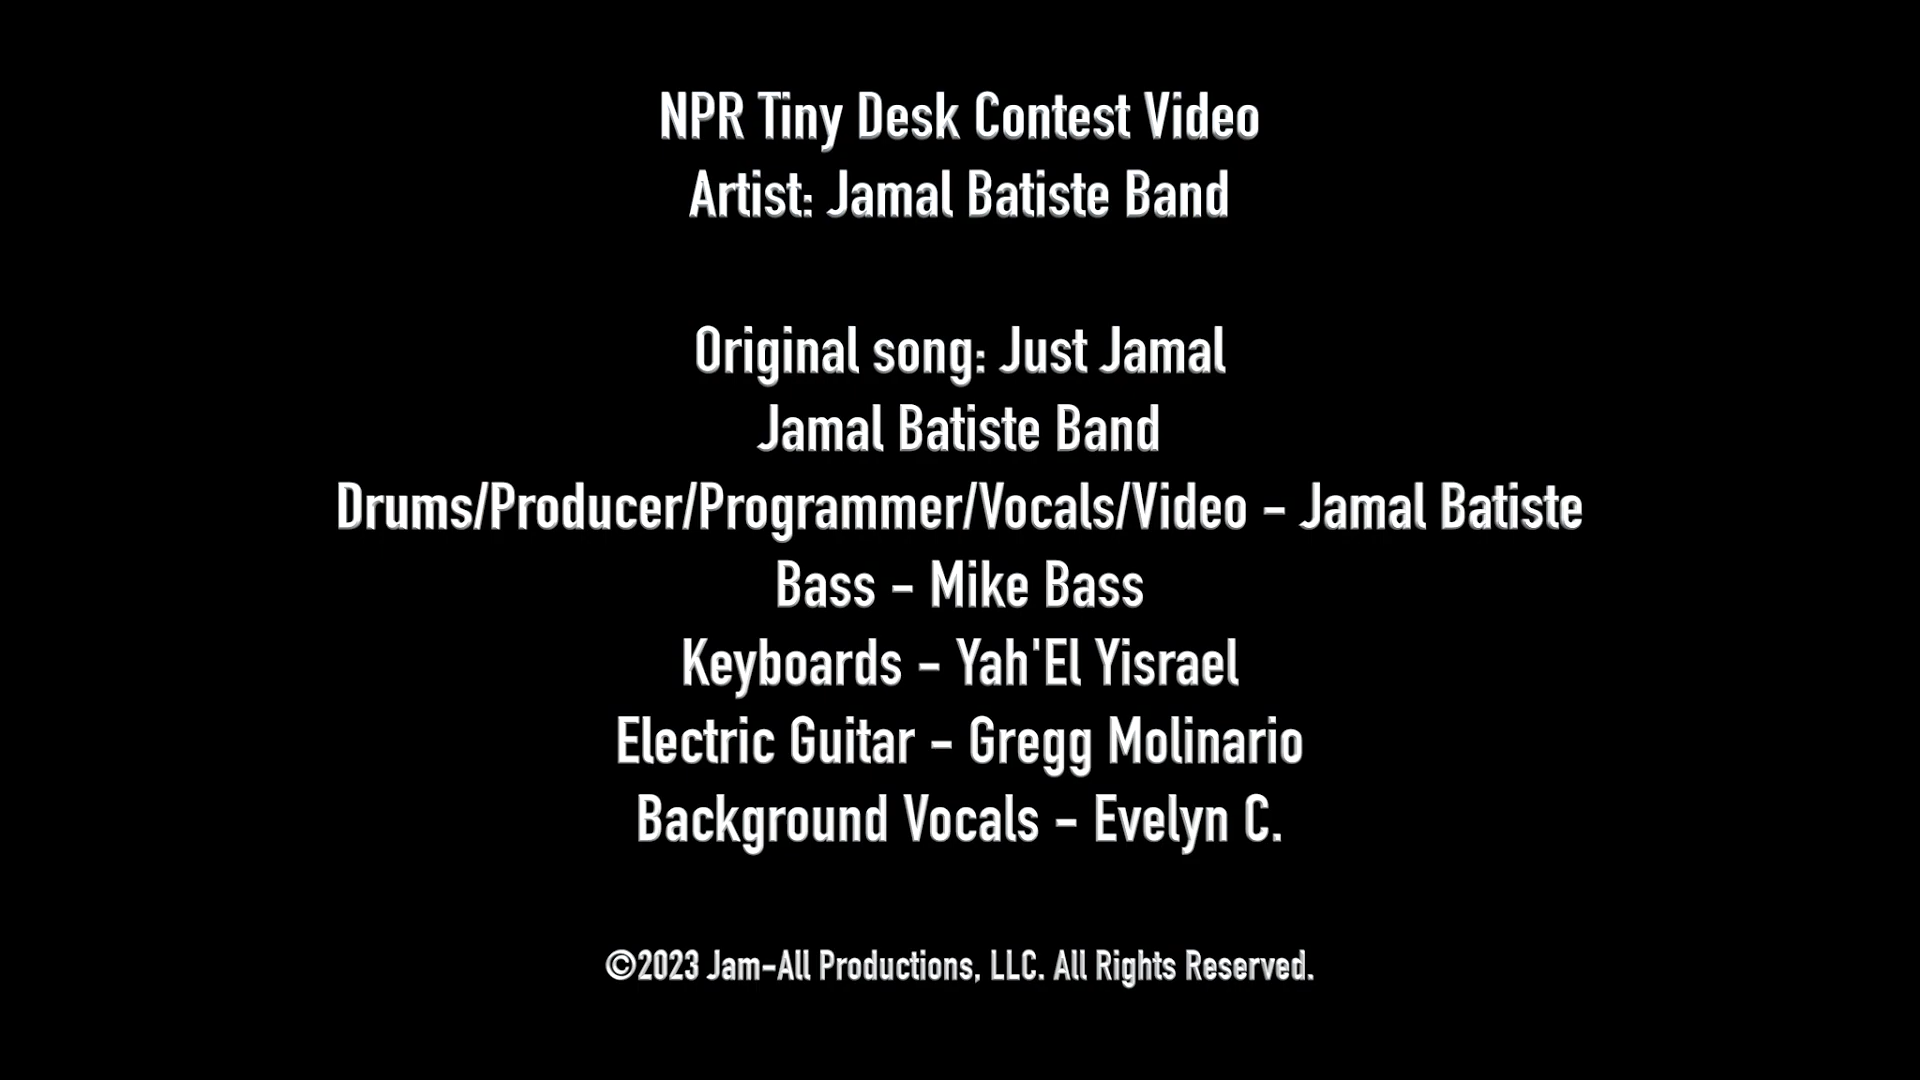 NPR Tiny Desk Contest Video
Artist: Jamal Batiste Band
Original song: Just Jamal
Jamal Batiste Band
Drums/Producer/Programmer/Vocals/Video - Jamal Batiste
Bass - Mike Bass
Keyboards - Yah'El Yisrael
Electric Guitar - Gregg Molinario
Background Vocals - Evelyn C.
©2023 Jam-All Productions, LLC. All Rights Reserved.